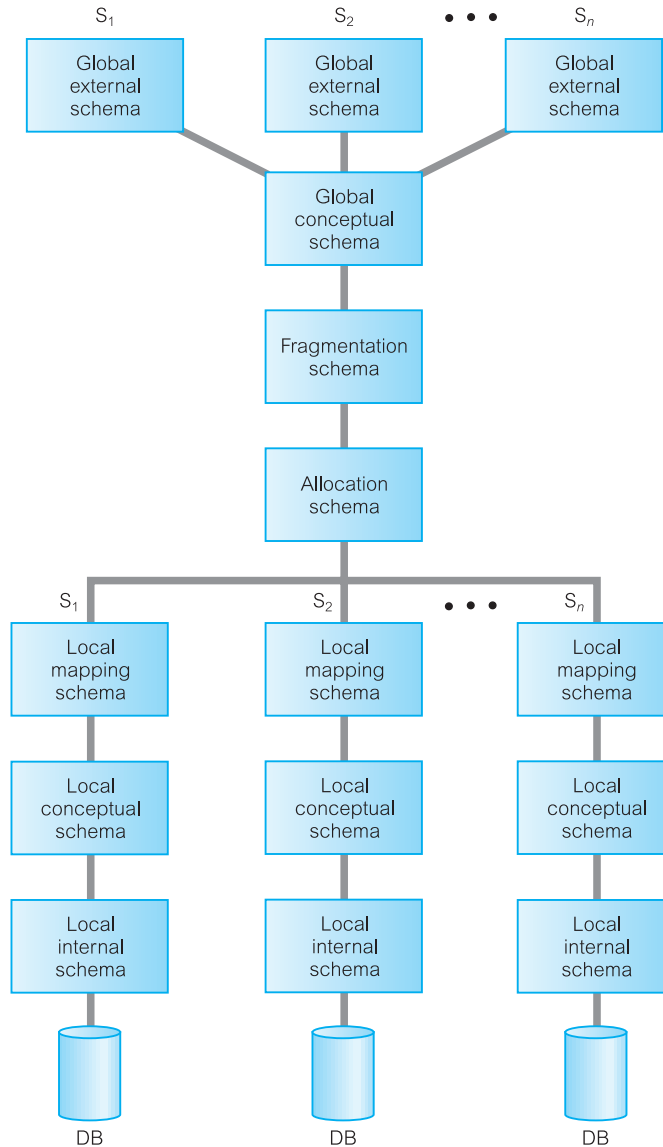 S1 S2 • • • Sn
Global
external
schema
Global
external
schema
Global
external
schema
Global
conceptual
schema
Fragmentation
schema
Allocation
schema
S1 S2 • • • Sn
Local
mapping
schema
Local
mapping
schema
Local
mapping
schema
Local
conceptual
schema
Local
conceptual
schema
Local
conceptual
schema
Local
internal
schema
Local
internal
schema
Local
internal
schema
DB DB DB